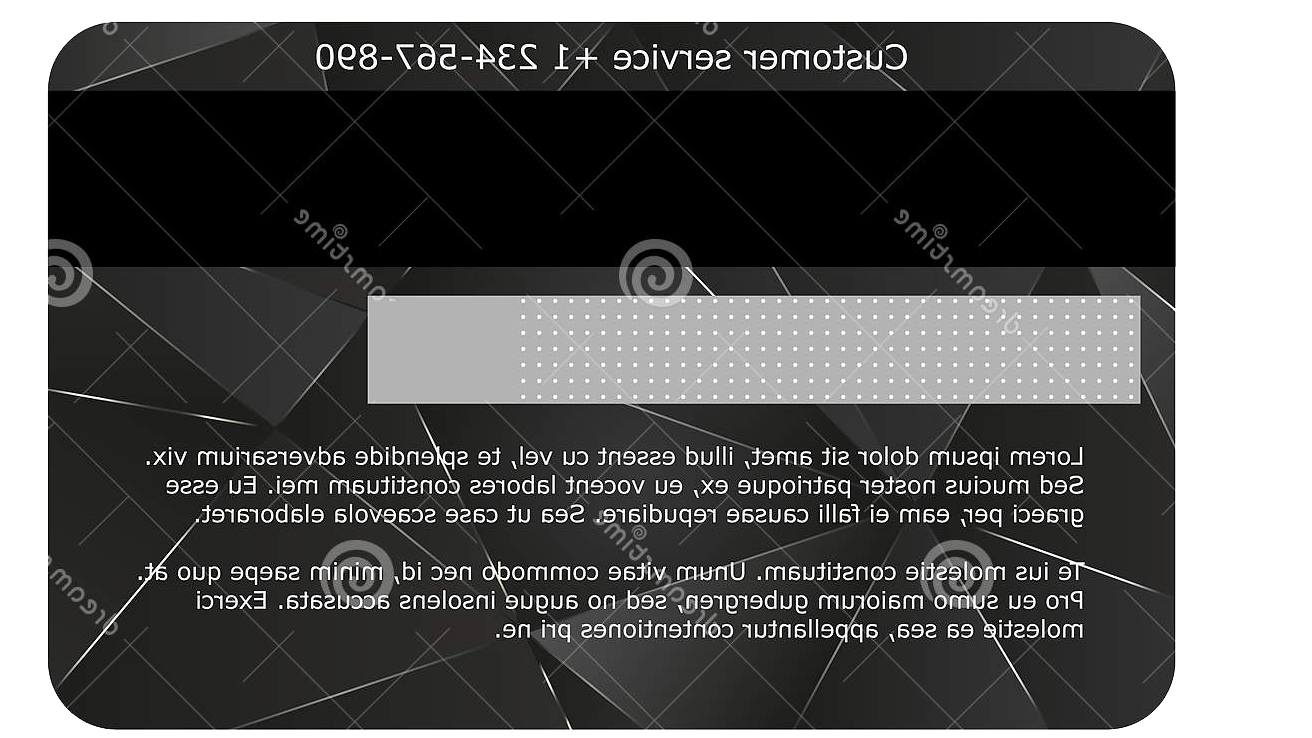 Customer service +1 234-567-890
Lorem ipsum dolor sit amet, illud essent cu vel, te splendide adversarium vix.
Sed mucius noster patrioque ex, eu vocent labores constituam mei. Eu esse
graeci per, eam ei falli causae repudiare. Sea ut case scaevola elaboraret.
Te ius molestie constituam. Unum vitae commodo nec id, minim saepe quo at.
Pro eu sumo maiorum gubergren, sed no augue insolens accusata. Exerci
molestie ea sea, appellantur contentiones pri ne.
dreamstime
dreamstime
dreamstime